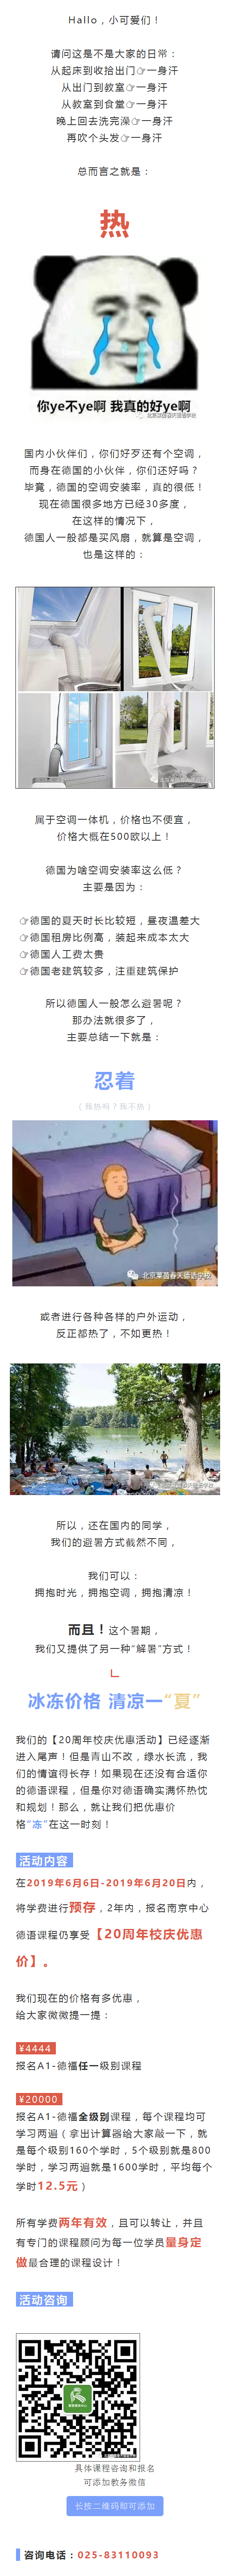 Hallo，小可爱们！
请问这是不是大家的日常：
从起床到收拾出门👉一身汗
从出门到教室👉一身汗
从教室到食堂👉一身汗
晚上回去洗完澡👉一身汗
再吹个头发👉一身汗
总而言之就是：
热
你ye不ye啊 我真的好ye啊
北京莱茵春天德语学校
国内小伙伴们，你们好歹还有个空调，
而身在德国的小伙伴，你们还好吗？
毕竟，德国的空调安装率，真的很低！
现在德国很多地方已经30多度，
在这样的情况下，
德国人一般都是买风扇，就算是空调，
也是这样的：
属于空调一体机，价格也不便宜，
价格大概在500欧以上！
德国为啥空调安装率这么低？
主要是因为：
👉德国的夏天时长比较短，昼夜温差大
👉德国租房比例高，装起来成本太大
👉德国人工费太贵
👉德国老建筑较多，注重建筑保护
所以德国人一般怎么避暑呢？
那办法就很多了，
主要总结一下就是：
忍着
（我热吗？我不热）
北京莱茵春天德语学校
或者进行各种各样的户外运动，
反正都热了，不如更热！
所以，还在国内的同学，
我们的避暑方式截然不同，
我们可以：
拥抱时光，拥抱空调，拥抱清凉！
而且！这个暑期，
我们又提供了另一种“解暑”方式！
冰冻价格 清凉一“夏”
我们的【20周年校庆优惠活动】已经逐渐
进入尾声！但是青山不改，绿水长流，我
们的情谊得长存！如果现在还没有合适你
的德语课程，但是你对德语确实满怀热忱
和规划！那么，就让我们把优惠价
格“冻”在这一时刻！
活动内容
在2019年6月6日-2019年6月20日内，
将学费进行预存，2年内，报名南京中心
德语课程仍享受【20周年校庆优惠
价】。
我们现在的价格有多优惠，
给大家微微提一提：
¥4444
报名A1-德福任一级别课程
¥20000
报名A1-德福全级别课程，每个课程均可
学习两遍（拿出计算器给大家敲一下，就
是每个级别160个学时，5个级别就是800
学时，学习两遍就是1600学时，平均每个
学时12.5元）
所有学费两年有效，且可以转让，并且
有专门的课程顾问为每一位学员量身定
做最合理的课程设计！
活动咨询
具体课程咨询和报名
可添加教务微信
长按二维码即可添加
咨询电话：025-83110093